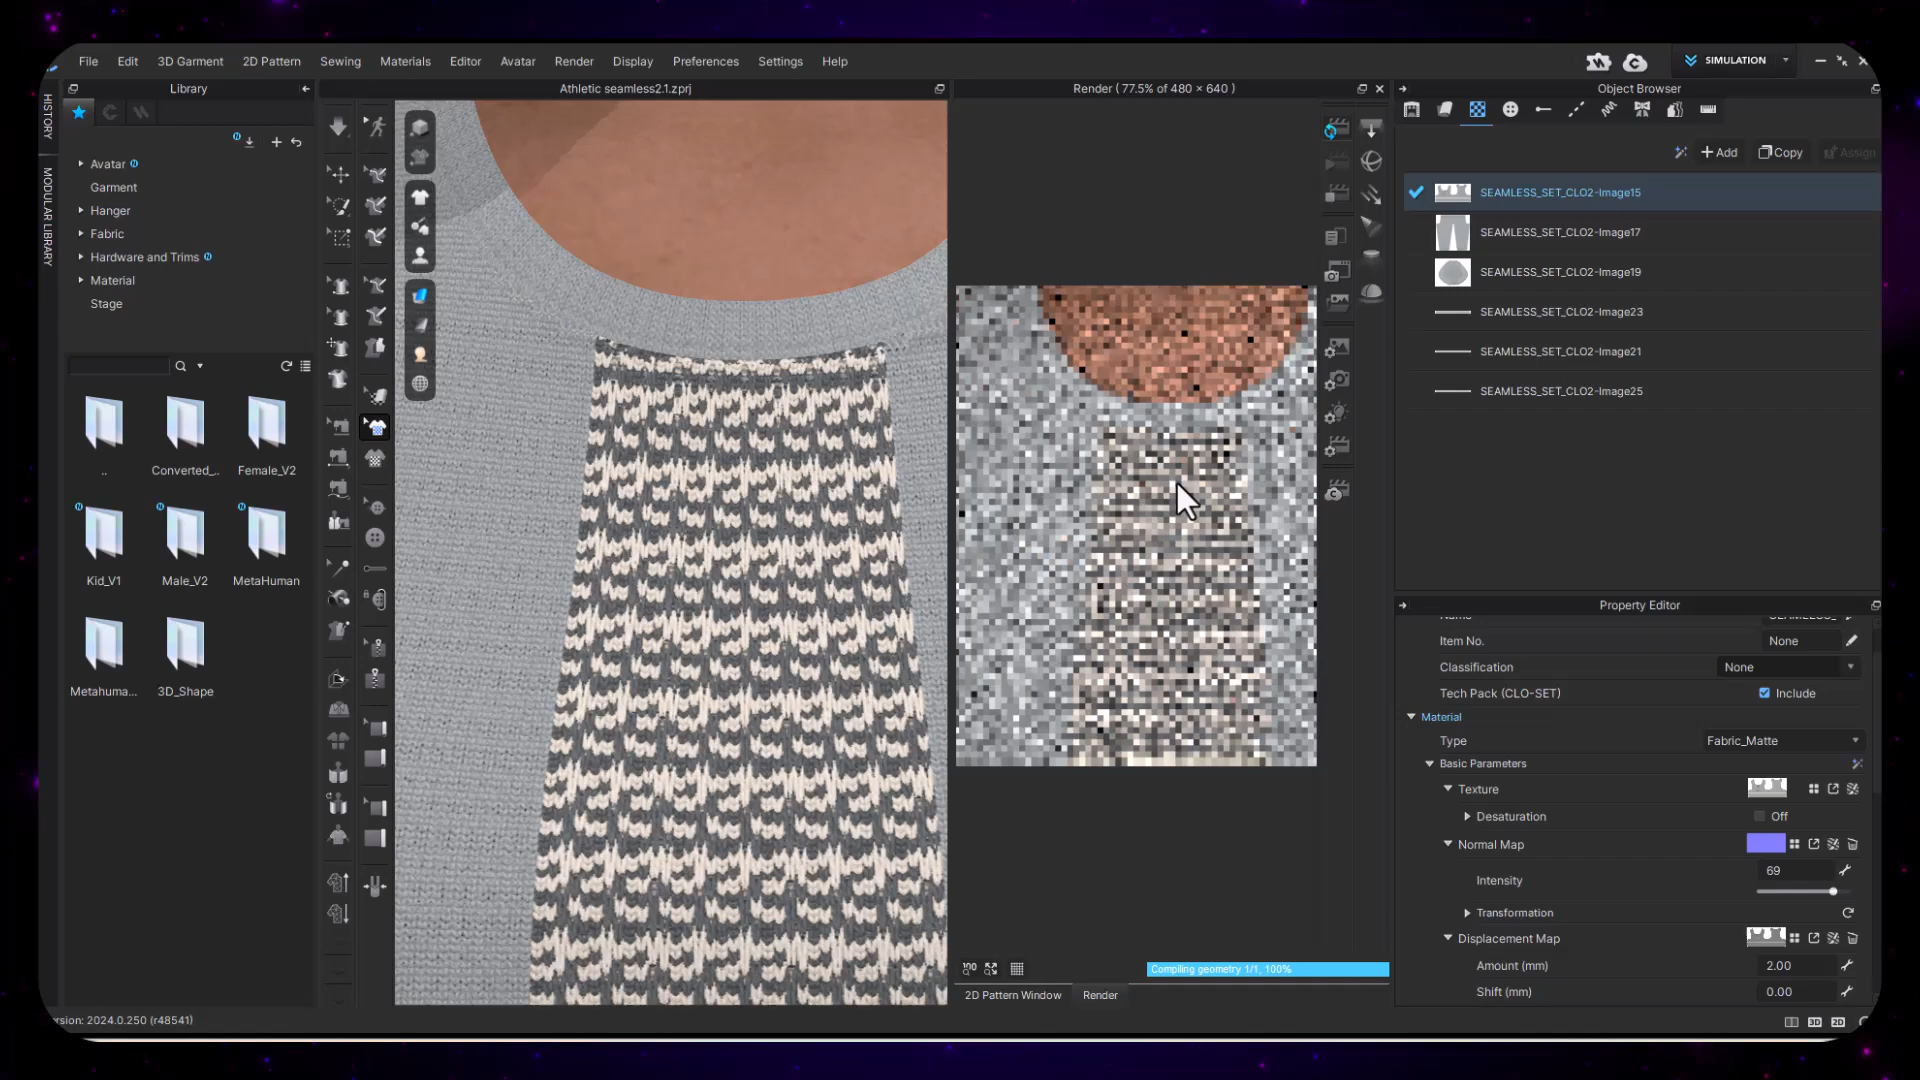 File Edit 3D Garment 2D Pattern Sewing Materials Editor Avatar Render Display Preferences Settings Help
SIMULATION
HISTORY
MODULAR LIBRARY
Library
Athletic seamless2.1.zprj
Render ( 77.5% of 480 × 640 )
Object Browser
+ Add
Copy
Assign
Avatar
Garment
Hanger
Fabric
Hardware and Trims
Material
Stage
..
Converted_..
Female_V2
Kid_V1
Male_V2
MetaHuman
Metahuma...
3D_Shape
SEAMLESS_SET_CLO2-Image15
SEAMLESS_SET_CLO2-Image17
SEAMLESS_SET_CLO2-Image19
SEAMLESS_SET_CLO2-Image23
SEAMLESS_SET_CLO2-Image21
SEAMLESS_SET_CLO2-Image25
Property Editor
Item No. None
Classification None
Tech Pack (CLO-SET) Include
Material
Type Fabric_Matte
Basic Parameters
Texture
Desaturation Off
Normal Map
69
Intensity
Transformation
Displacement Map
Amount (mm) 2.00
Shift (mm) 0.00
100
Compiling geometry 1/1, 100%
2D Pattern Window Render
ersion: 2024.0.250 (r48541)
3D 2D